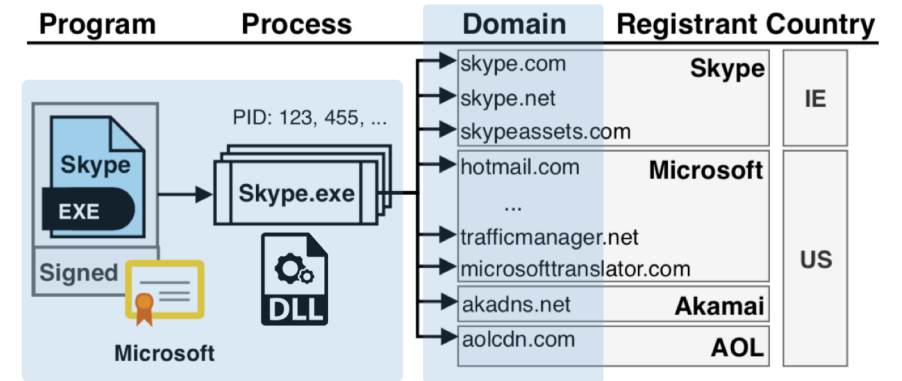 Program Process Domain Registrant Country
skype.com
Skype
skype.net
skypeassets.com
IE
PID: 123, 455, ...
Skype
EXE
Skype.exe
hotmail.com
Microsoft
...
trafficmanager.net
microsofttranslator.com
US
Signed
DLL
akadns.net
Akamai
aolcdn.com
AOL
Microsoft